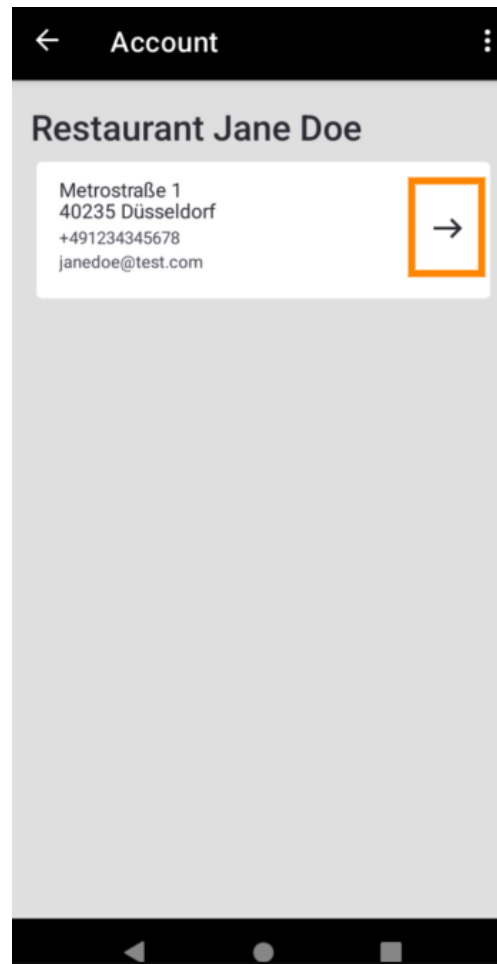 Account
Restaurant Jane Doe
Metrostraße 1
40235 Düsseldorf
+491234345678
janedoe@test.com